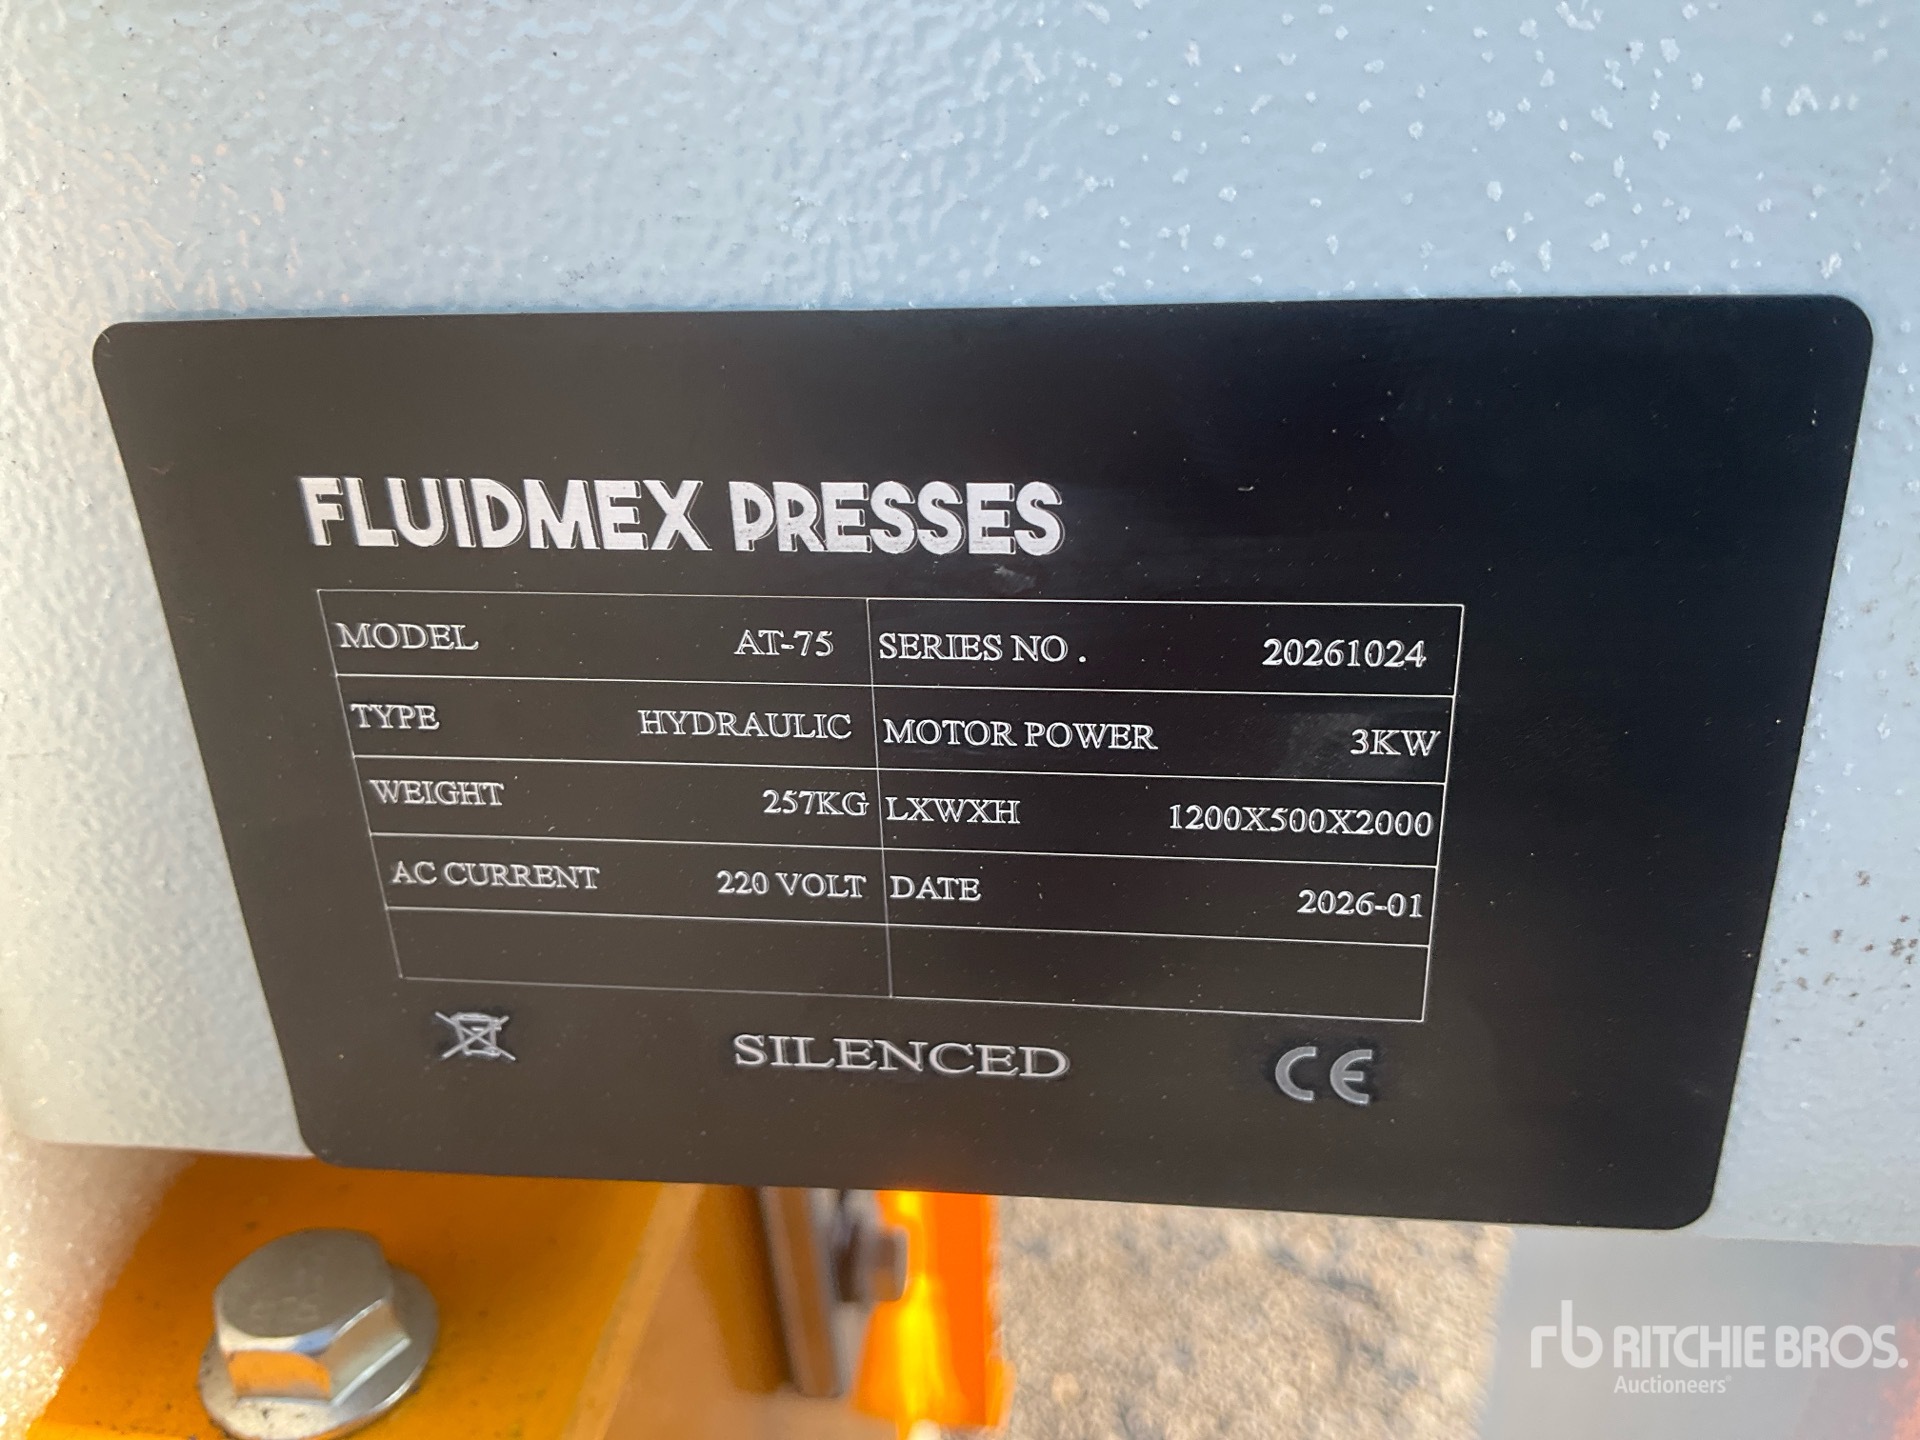 FLUIDMEX PRESSES
MODEL AT-75 SERIES NO . 20261024
TYPE HYDRAULIC MOTOR POWER 3KW
WEIGHT 257KG LXWXH 1200X500X2000
AC CURRENT 220 VOLT DATE 2026-01
SILENCED CE
rb RITCHIE BROS.
Auctioneers